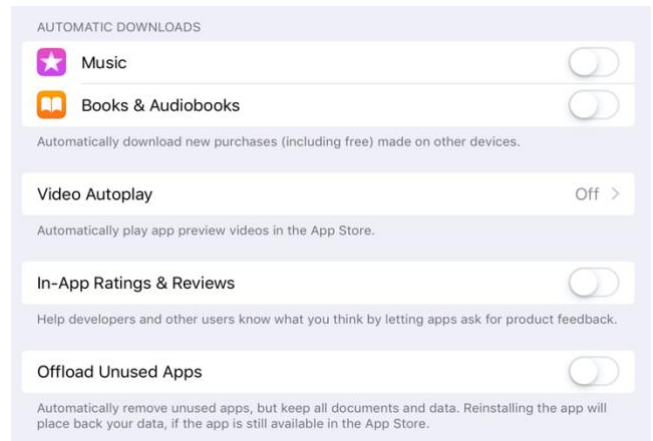 AUTOMATIC DOWNLOADS
Music
Books & Audiobooks
Automatically download new purchases (including free) made on other devices.
Video Autoplay Off
Automatically play app preview videos in the App Store.
In-App Ratings & Reviews
Help developers and other users know what you think by letting apps ask for product feedback.
Offload Unused Apps
Automatically remove unused apps, but keep all documents and data. Reinstalling the app will
place back your data, if the app is still available in the App Store.